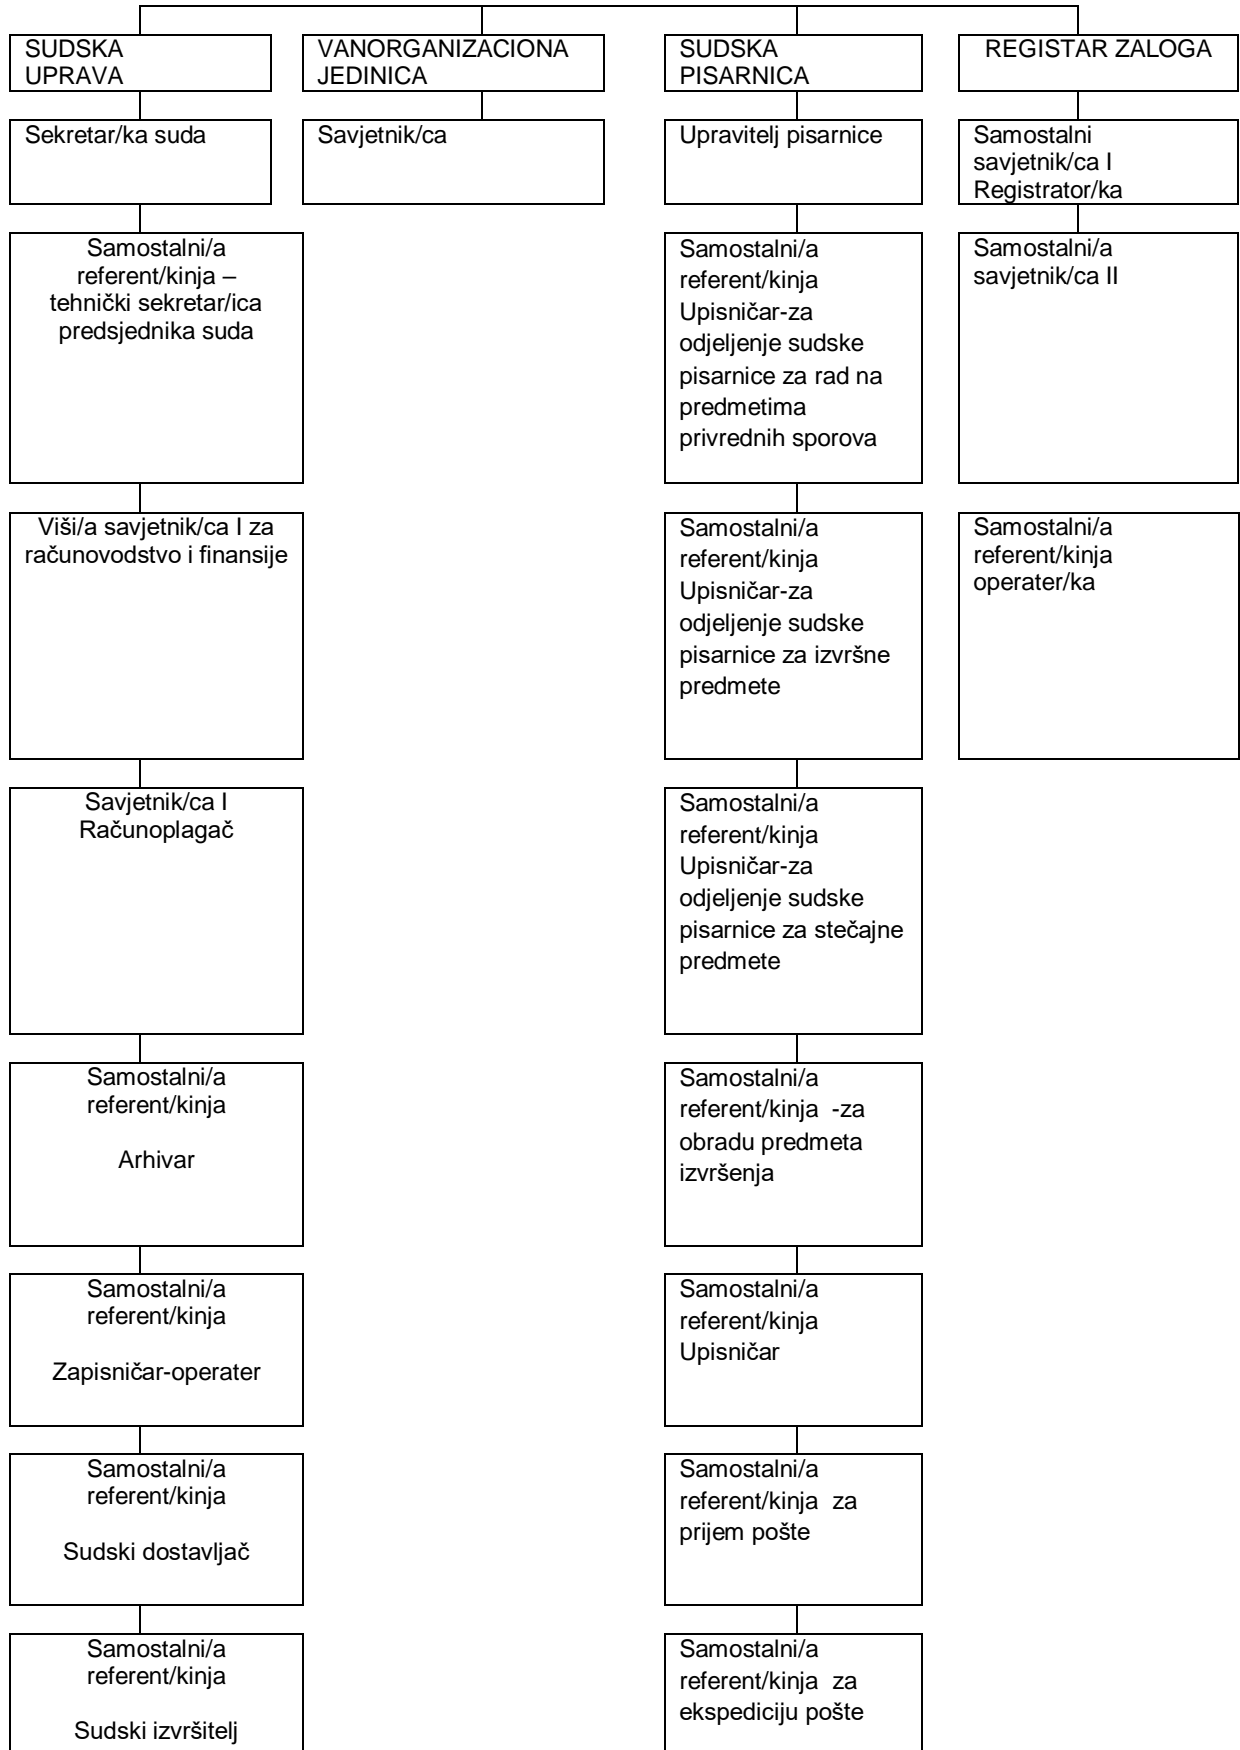 SUDSKA
UPRAVA
VANORGANIZACIONA
JEDINICA
SUDSKA
PISARNICA
REGISTAR ZALOGA
Sekretar/ka suda
Savjetnik/ca
Upravitelj pisarnice
Samostalni
savjetnik/ca I
Registrator/ka
Samostalni/a
referent/kinja –
tehnički sekretar/ica
predsjednika suda
Samostalni/a
referent/kinja
Upisničar-za
odjeljenje sudske
pisarnice za rad na
predmetima
privrednih sporova
Samostalni/a
savjetnik/ca II
Viši/a savjetnik/ca I za
računovodstvo i finansije
Samostalni/a
referent/kinja
Upisničar-za
odjeljenje sudske
pisarnice za izvršne
predmete
Samostalni/a
referent/kinja
operater/ka
Savjetnik/ca I
Računoplagač
Samostalni/a
referent/kinja
Upisničar-za
odjeljenje sudske
pisarnice za stečajne
predmete
Samostalni/a
referent/kinja
Arhivar
Samostalni/a
referent/kinja -za
obradu predmeta
izvršenja
Samostalni/a
referent/kinja
Zapisničar-operater
Samostalni/a
referent/kinja
Upisničar
Samostalni/a
referent/kinja
Sudski dostavljač
Samostalni/a
referent/kinja za
prijem pošte
Samostalni/a
referent/kinja
Sudski izvršitelj
Samostalni/a
referent/kinja za
ekspediciju pošte